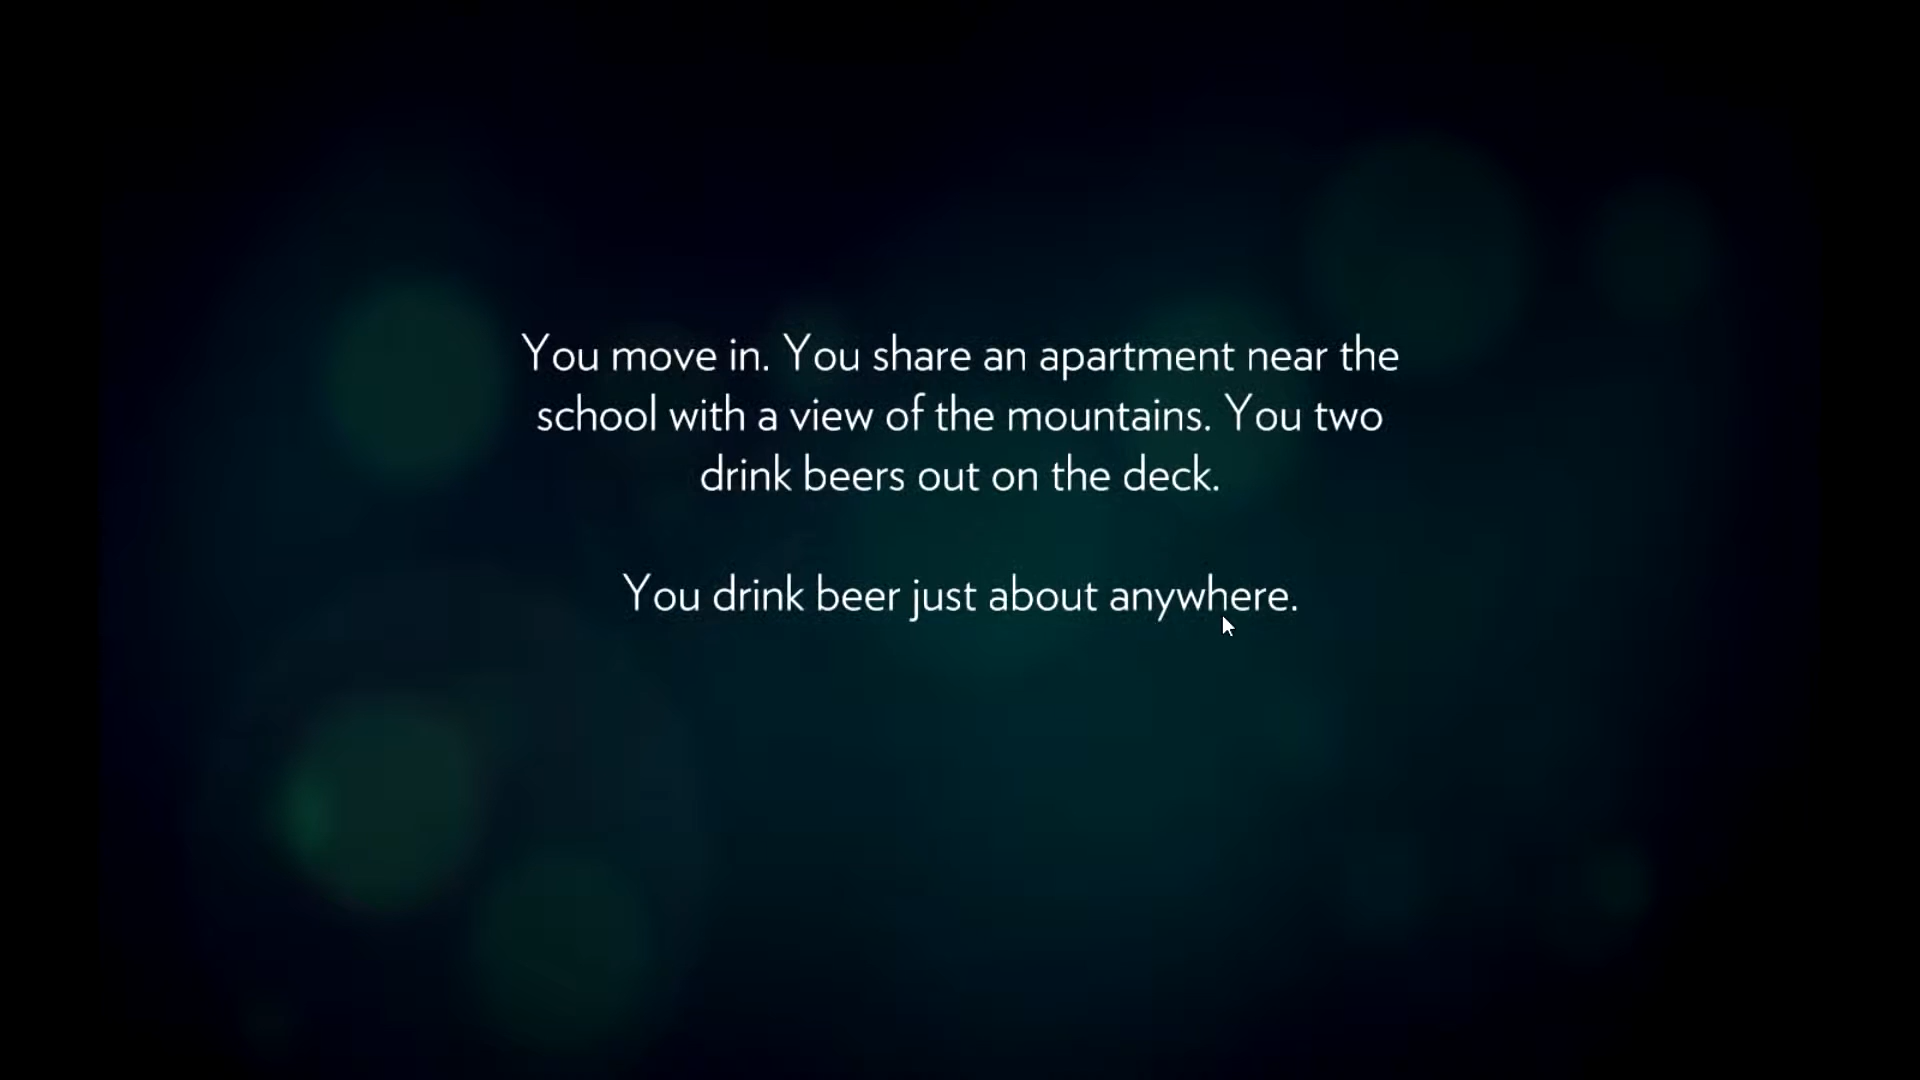 You move in. You share an apartment near the
school with a view of the mountains. You two
drink beers out on the deck.
You drink beer just about anywhere.